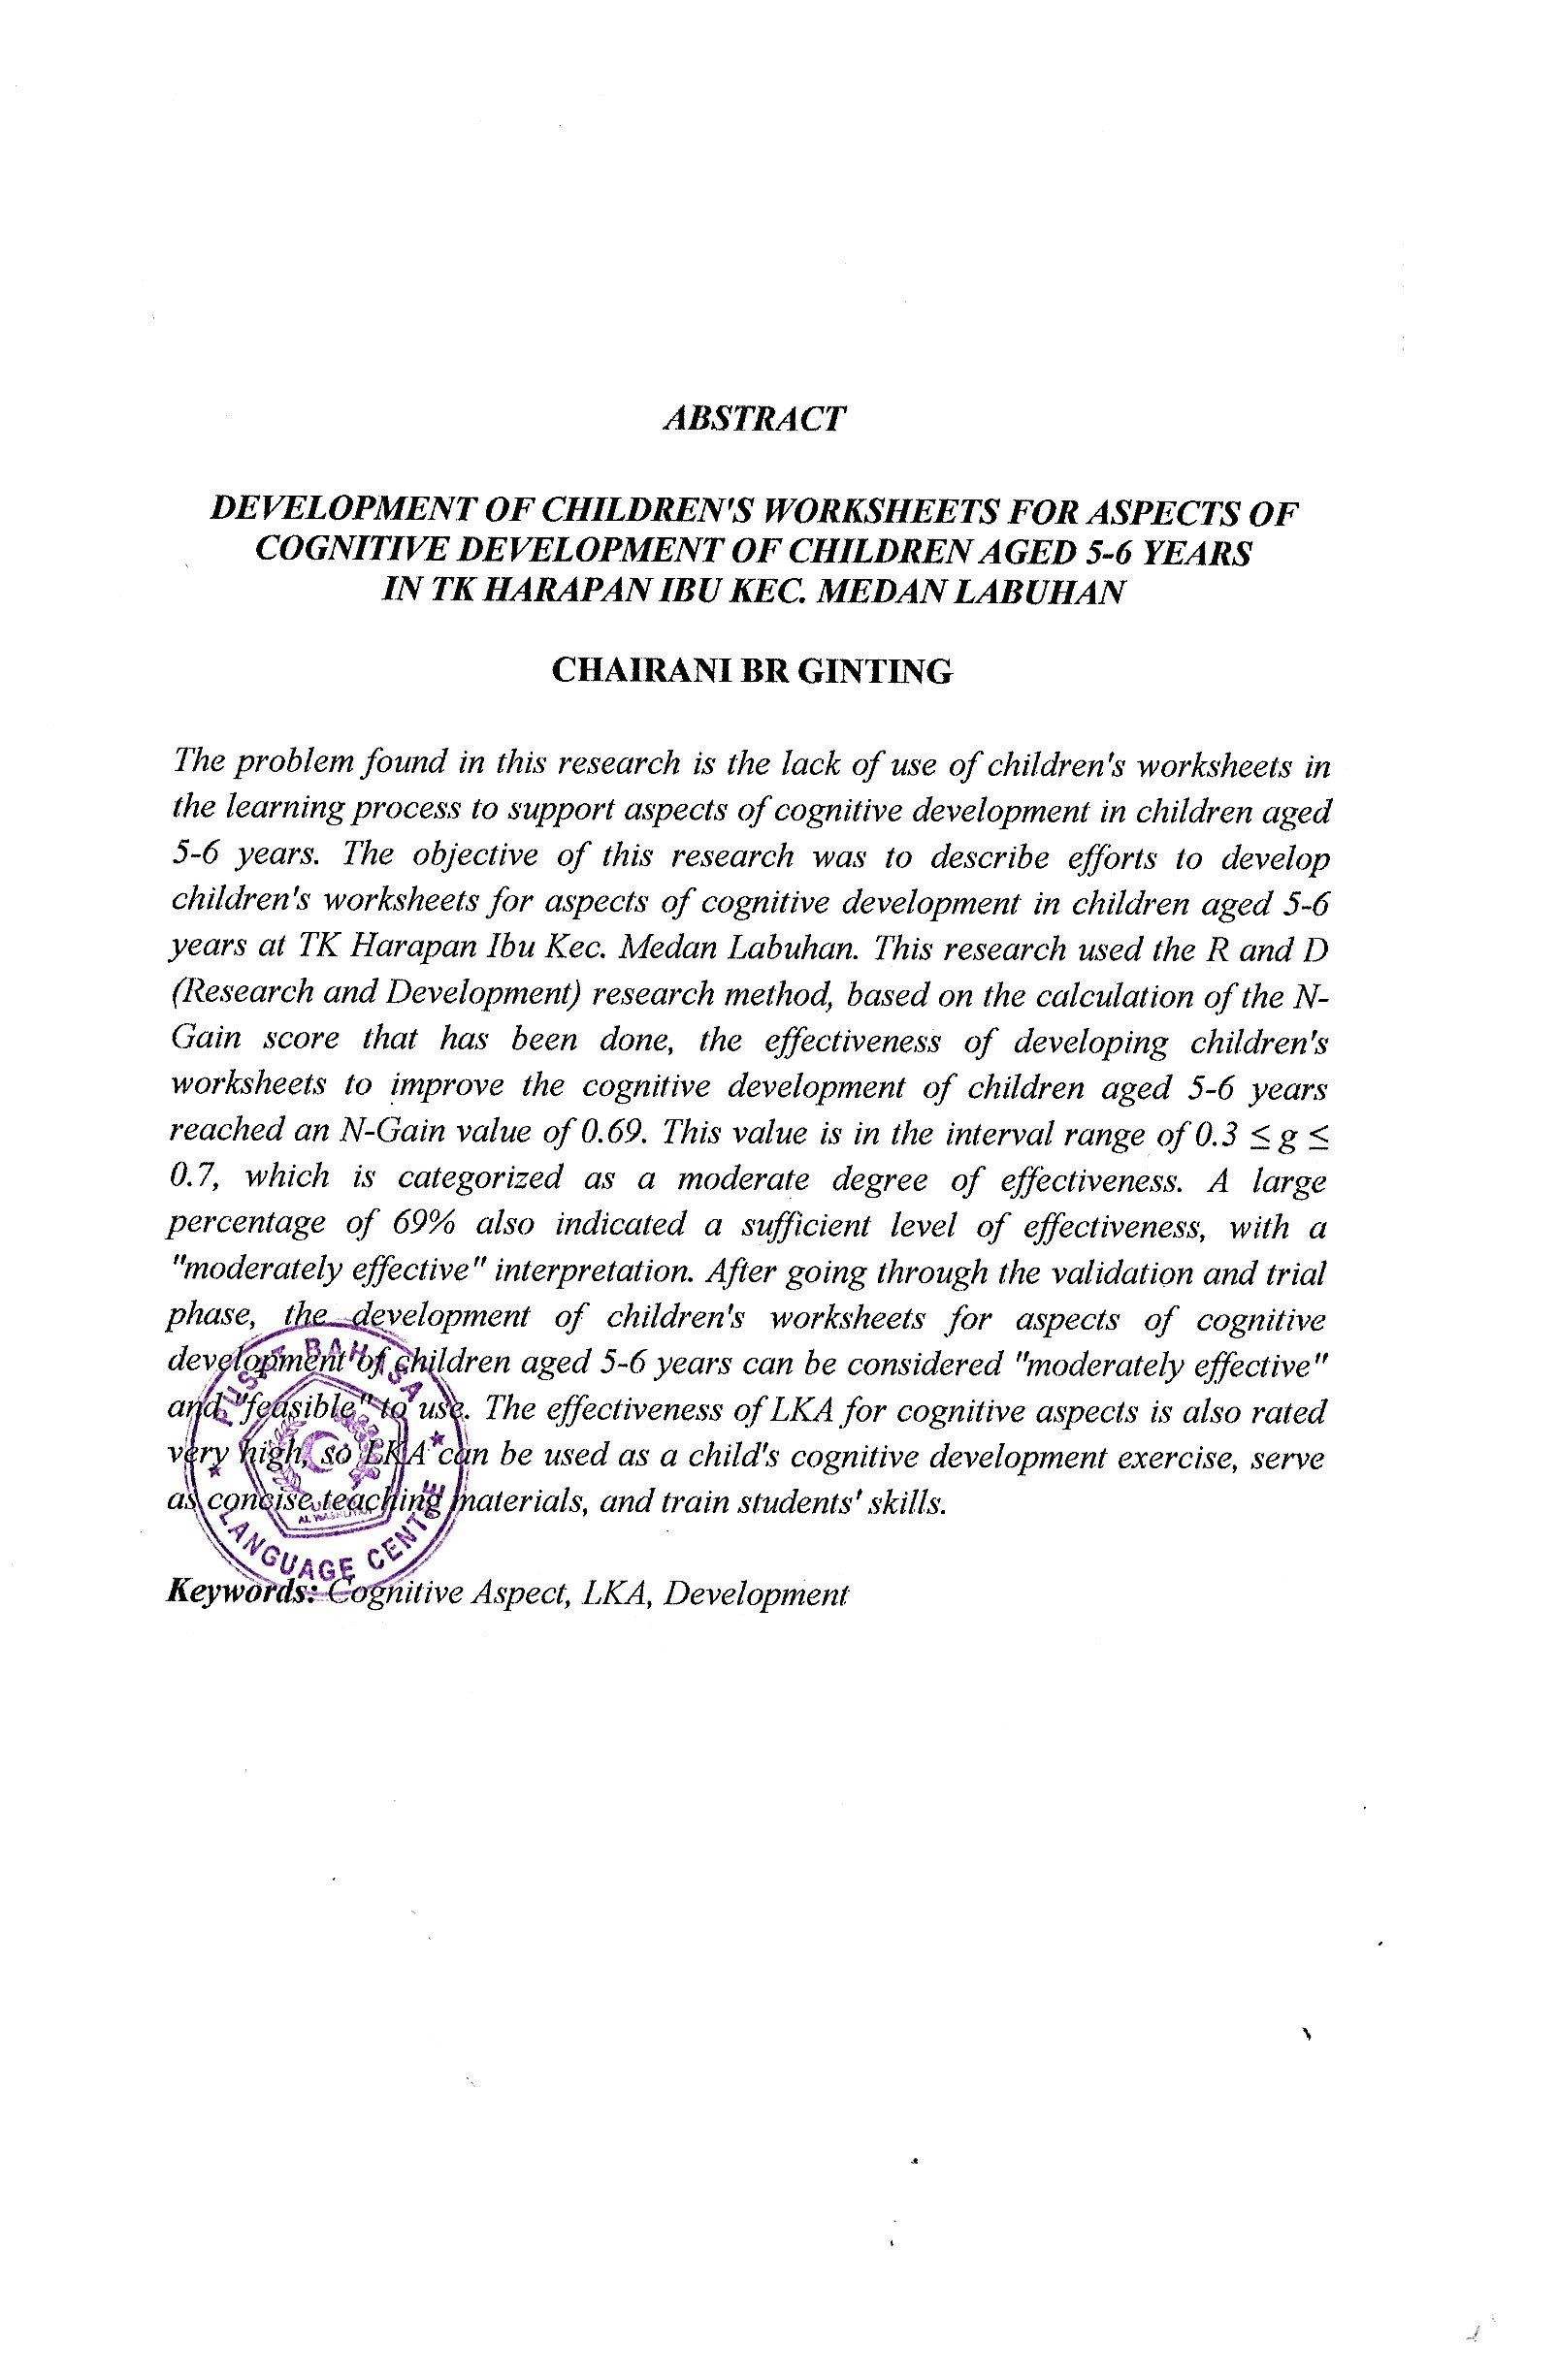 ABSTRACT
DEVELOPMENT OF CHILDREN'S WORKSHEETS FOR ASPECTS OF
COGNITIVE DEVELOPMENT OF CHILDREN AGED 5-6 YEARS
IN TK HARAPAN IBU KEC. MEDAN LABUHAN
CHAIRANI BR GINTING
The problem found in this research is the lack of use of children's worksheets in
the learning process to support aspects of cognitive development in children aged
5-6 years. The objective of this research was to describe efforts to develop
children's worksheets for aspects of cognitive development in children aged 5-6
years at TK Harapan Ibu Kec. Medan Labuhan. This research used the R and D
(Research and Development) research method, based on the calculation of the N-
Gain score that has been done, the effectiveness of developing children's
worksheets to improve the cognitive development of children aged 5-6 years
reached an N-Gain value of 0.69. This value is in the interval range of 0.3 ≤ g ≤
0.7, which is categorized as a moderate degree of effectiveness. A large
percentage of 69% also indicated a sufficient level of effectiveness, with a
"moderately effective" interpretation. After going through the validation and trial
phase, the development of children's worksheets for aspects of cognitive
development of children aged 5-6 years can be considered "moderately effective"
and "feasible" to use. The effectiveness of LKA for cognitive aspects is also rated
very high, so LKA can be used as a child's cognitive development exercise, serve
as concise teaching materials, and train students' skills.
Keywords: Cognitive Aspect, LKA, Development
PUSAT BAHASA
AL WASHLIYAH
LANGUAGE CENTRE